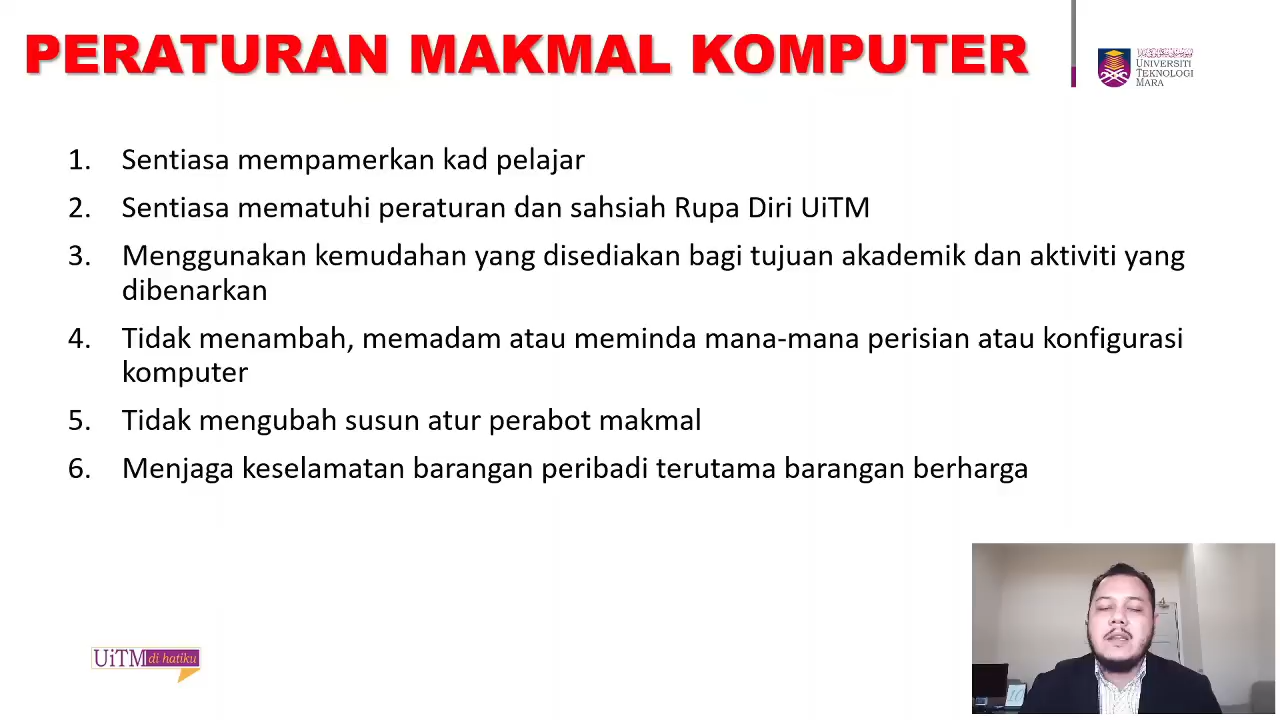 PERATURAN MAKMAL KOMPUTER
UNIVERSITI
TEKNOLOGI
MARA
1. Sentiasa mempamerkan kad pelajar
2. Sentiasa mematuhi peraturan dan sahsiah Rupa Diri UiTM
3. Menggunakan kemudahan yang disediakan bagi tujuan akademik dan aktiviti yang
dibenarkan
4. Tidak menambah, memadam atau meminda mana-mana perisian atau konfigurasi
komputer
5. Tidak mengubah susun atur perabot makmal
6. Menjaga keselamatan barangan peribadi terutama barangan berharga
UiTM di hatiku